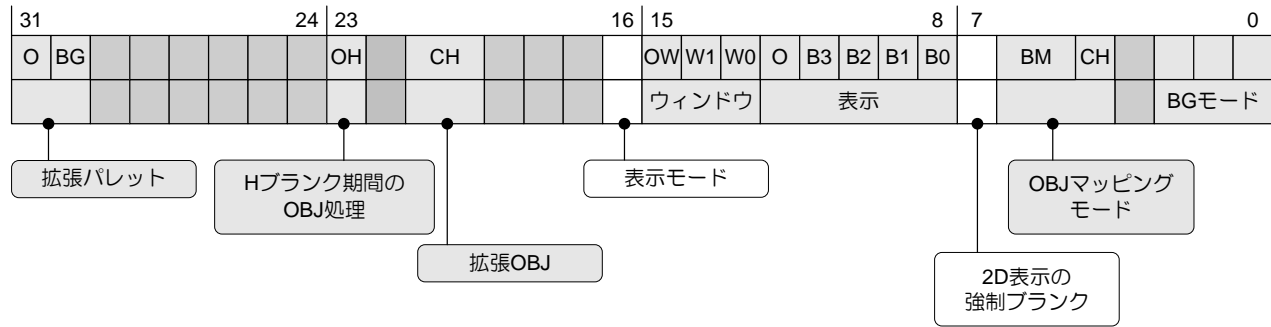 31 24 23 16 15 8 7 0
O BG OH CH OW W1 W0 O B3 B2 B1 B0 BM CH
ウィンドウ 表示 BGモード
拡張パレット
Hブランク期間の
OBJ処理
表示モード
OBJマッピング
モード
拡張OBJ
2D表示の
強制ブランク